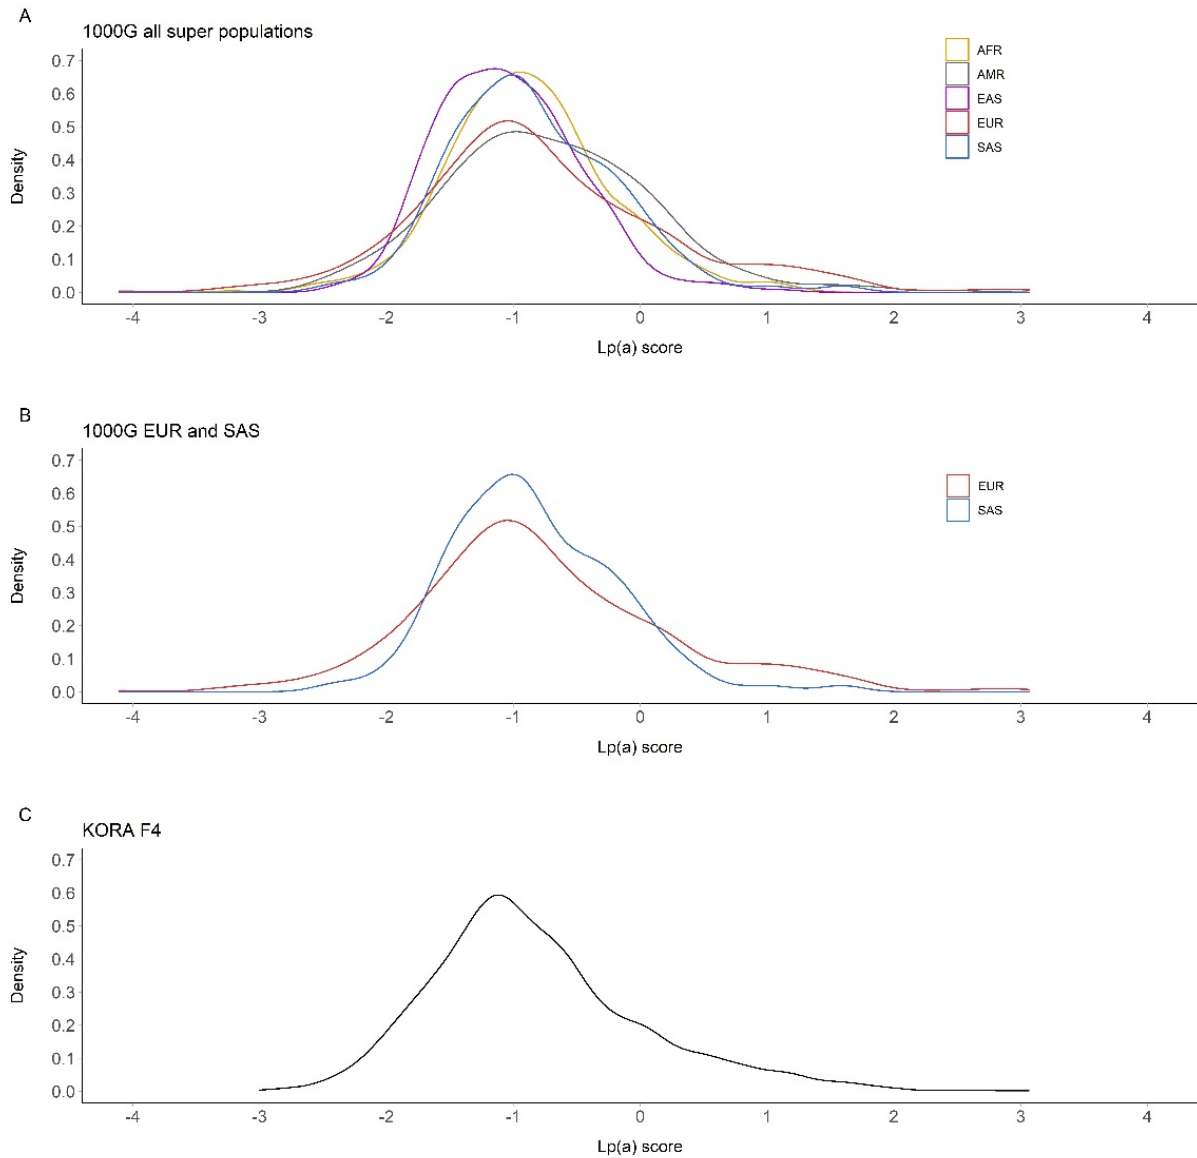 A
1000G all super populations
AFR
AMR
EAS
EUR
SAS
0.7
0.6
0.5
0.4
0.3
0.2
0.1
0.0
Density
-4 -3 -2 -1 0 1 2 3 4
Lp(a) score
B
1000G EUR and SAS
EUR
SAS
0.7
0.6
0.5
0.4
0.3
0.2
0.1
0.0
Density
-4 -3 -2 -1 0 1 2 3 4
Lp(a) score
C
KORA F4
0.7
0.6
0.5
0.4
0.3
0.2
0.1
0.0
Density
-4 -3 -2 -1 0 1 2 3 4
Lp(a) score